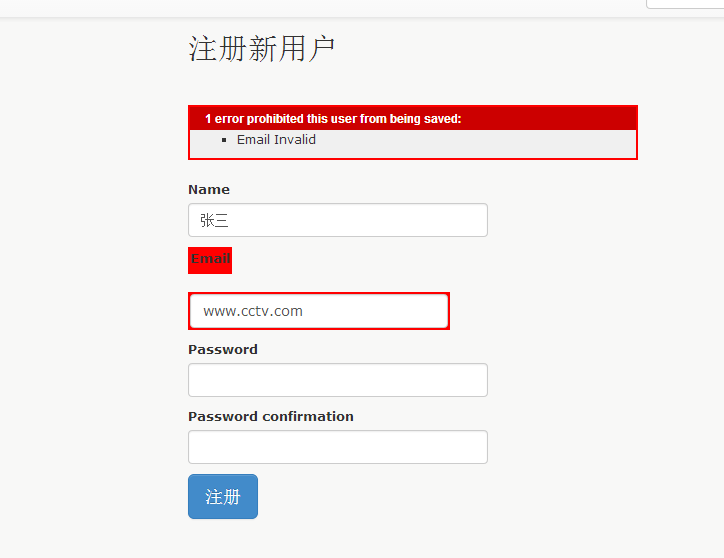 注册新用户
1 error prohibited this user from being saved:
Email Invalid
Name
张三
Email
www.cctv.com
Password
Password confirmation
注册